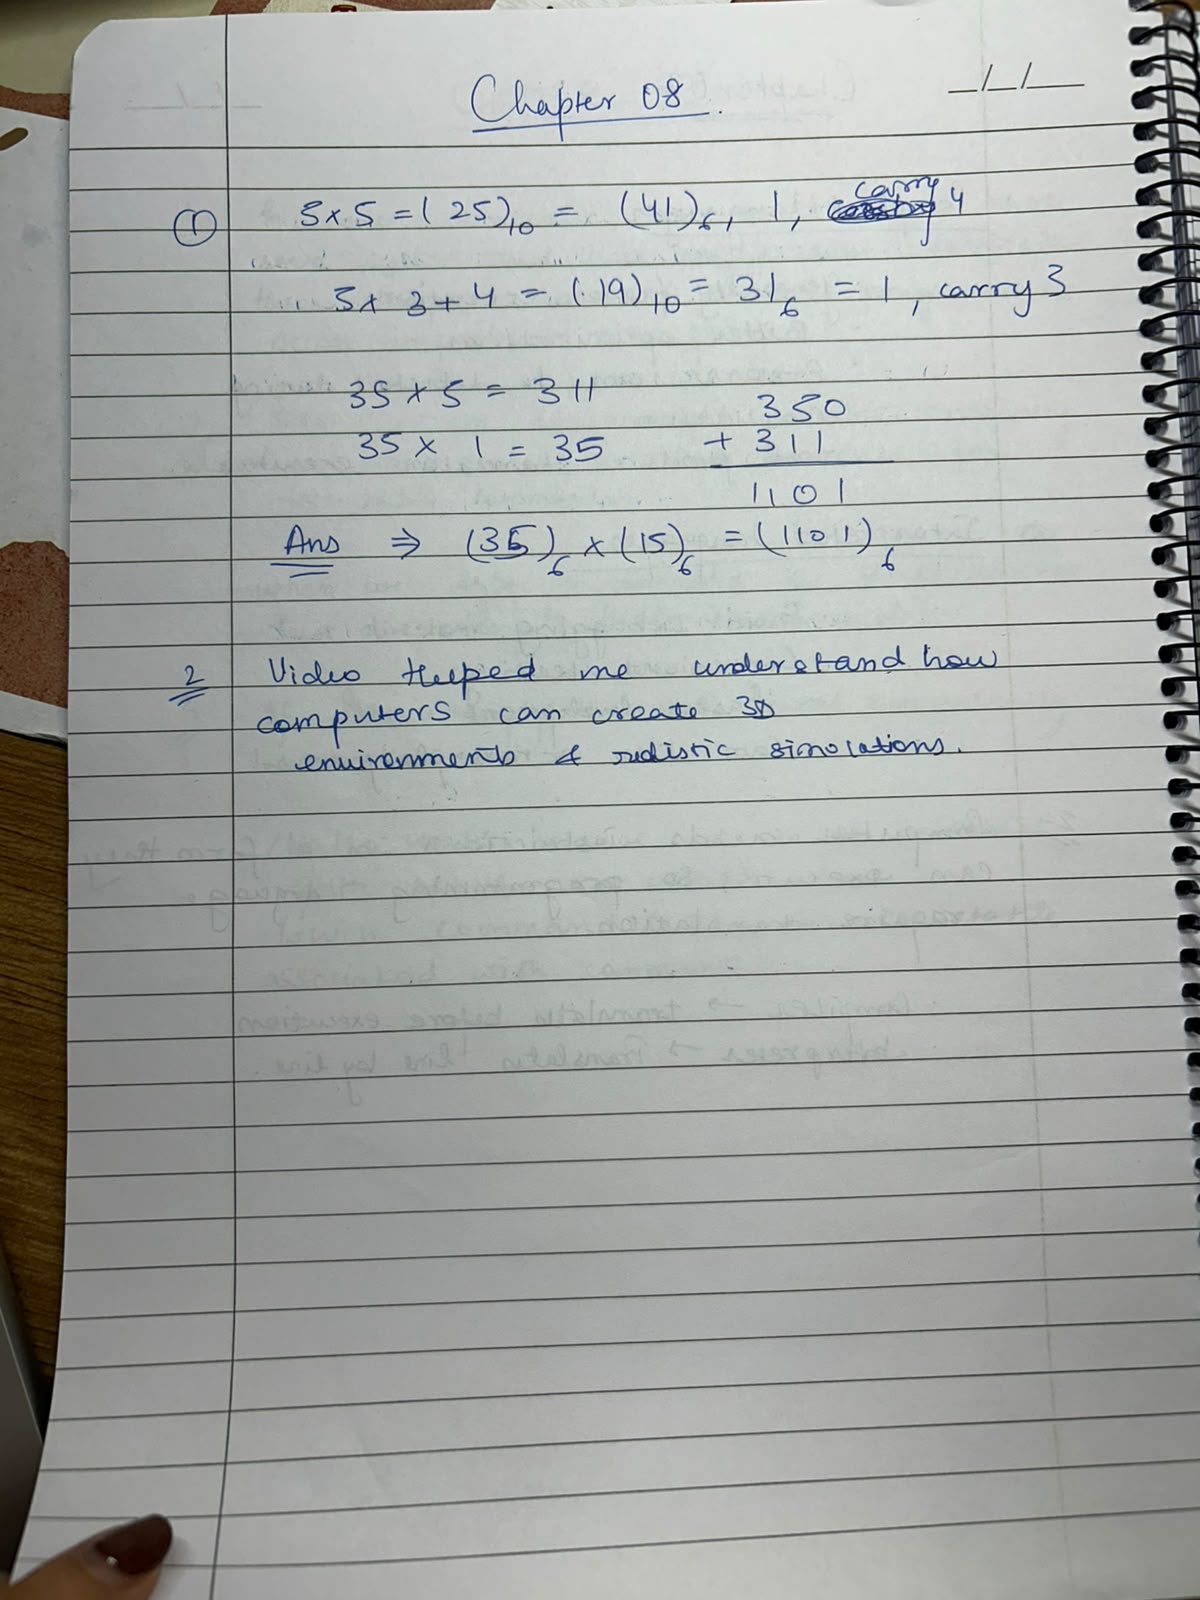 Chapter 08.
_/_/_
① 5 x 5 = ( 25)10 = (41)6, 1, carry 4
5 x 3 + 4 = (19)10 = 316 = 1, carry 3
35 x 5 = 311
350
35 x 1 = 35
+ 311
1101
Ans ⇒ (35)6 x (15)6 = (1101)6
2 Video helped me understand how
computers can create 3D
environments & realistic simulations.